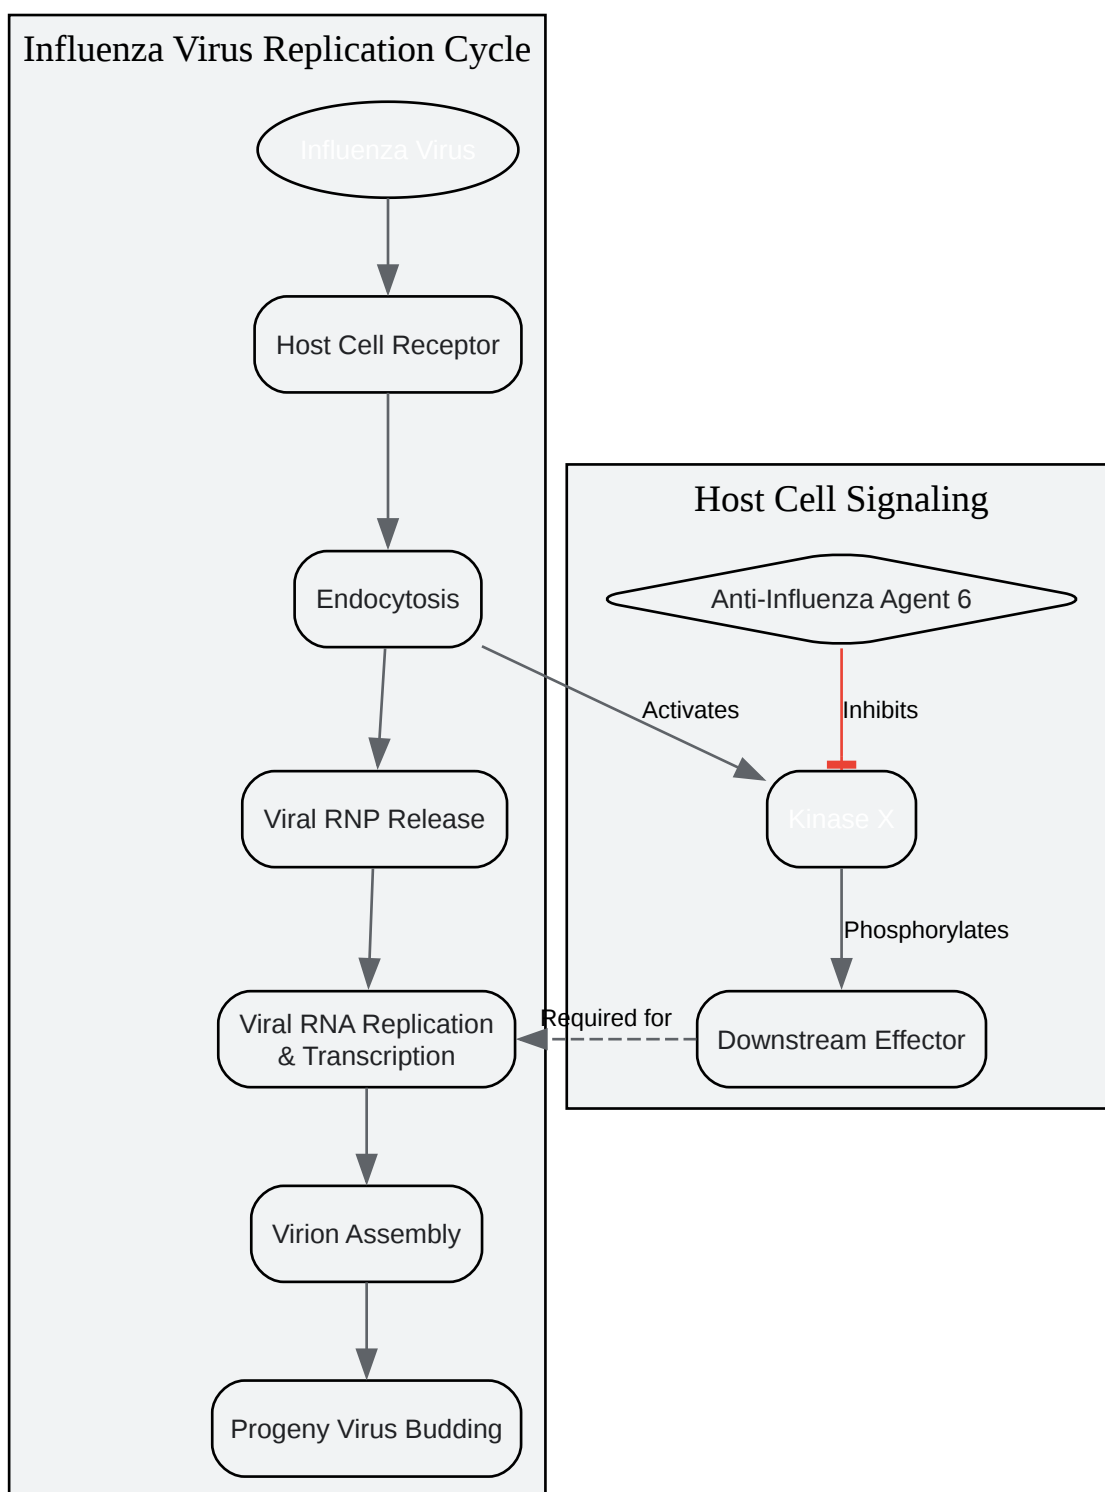 Influenza Virus Replication Cycle
Influenza Virus
Host Cell Receptor
Endocytosis
Viral RNP Release
Viral RNA Replication
& Transcription
Virion Assembly
Progeny Virus Budding
Host Cell Signaling
Anti-Influenza Agent 6
Activates
Inhibits
Kinase X
Phosphorylates
Required for
Downstream Effector